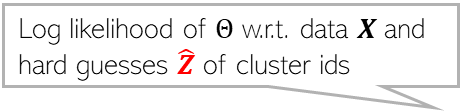 Log likelihood of Θ w.r.t. data X and
hard guesses Ẑ of cluster ids